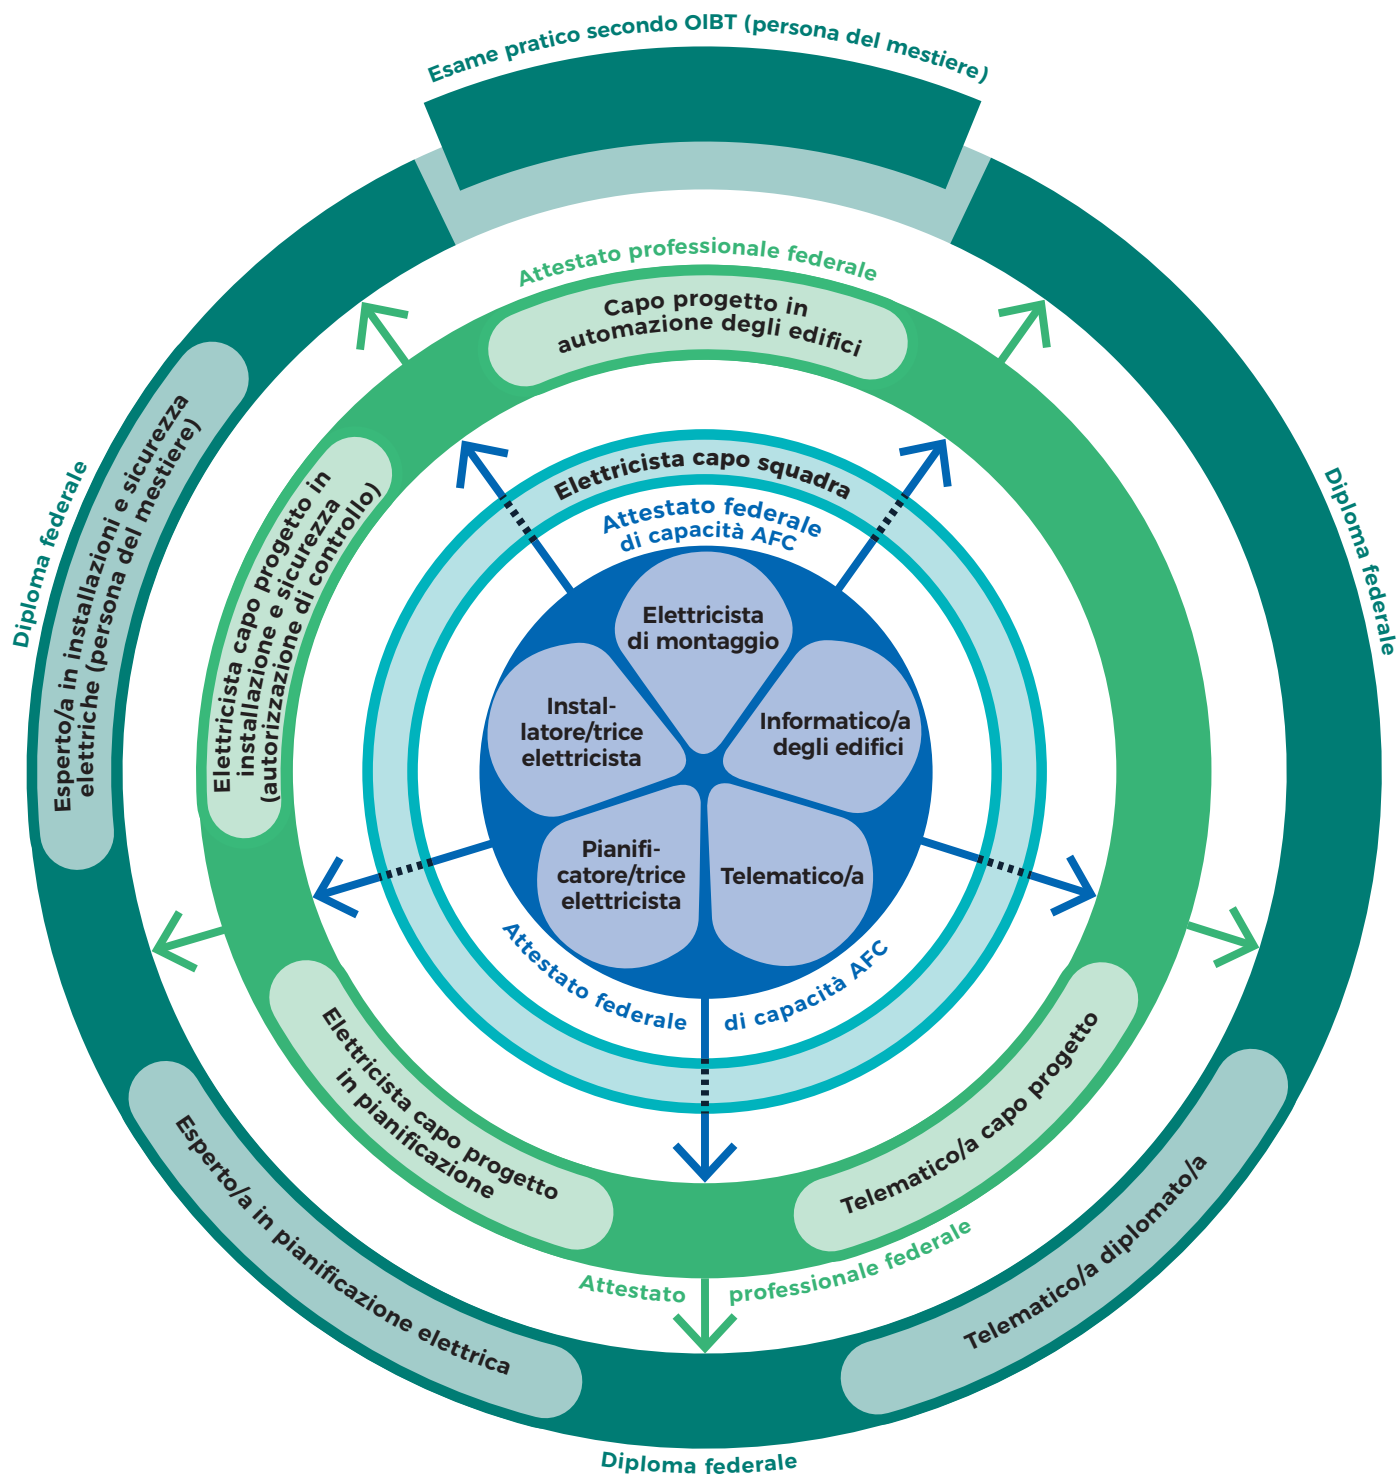 Esame pratico secondo OIBT (persona del mestiere)
Attestato professionale federale
Capo progetto in
automazione degli edifici
Diploma federale
Esperto/a in installazioni e sicurezza
elettriche (persona del mestiere)
Elettricista capo progetto in
installazione e sicurezza
(autorizzazione di controllo)
Elettricista capo squadra
Attestato federale
di capacità AFC
Diploma federale
Elettricista
di montaggio
Instal-
latore/trice
elettricista
Informatico/a
degli edifici
Pianifi-
catore/trice
elettricista
Telematico/a
Attestato federale
di capacità AFC
Elettricista capo progetto
in pianificazione
Telematico/a capo progetto
Attestato
professionale federale
Esperto/a in pianificazione elettrica
Telematico/a diplomato/a
Diploma federale